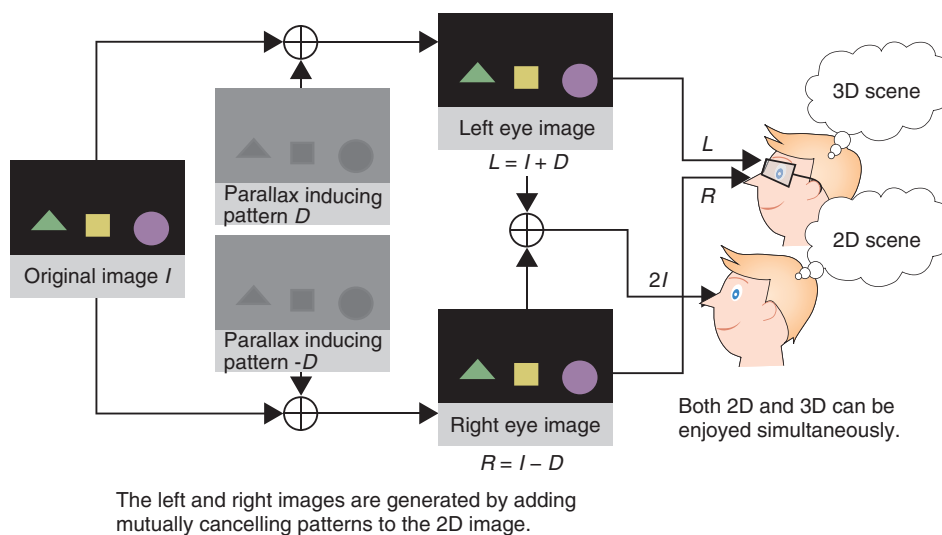 Original image I
Parallax inducing
pattern D
Parallax inducing
pattern -D
Left eye image
L = I + D
Right eye image
R = I − D
L
R
2I
3D scene
2D scene
Both 2D and 3D can be
enjoyed simultaneously.
The left and right images are generated by adding
mutually cancelling patterns to the 2D image.